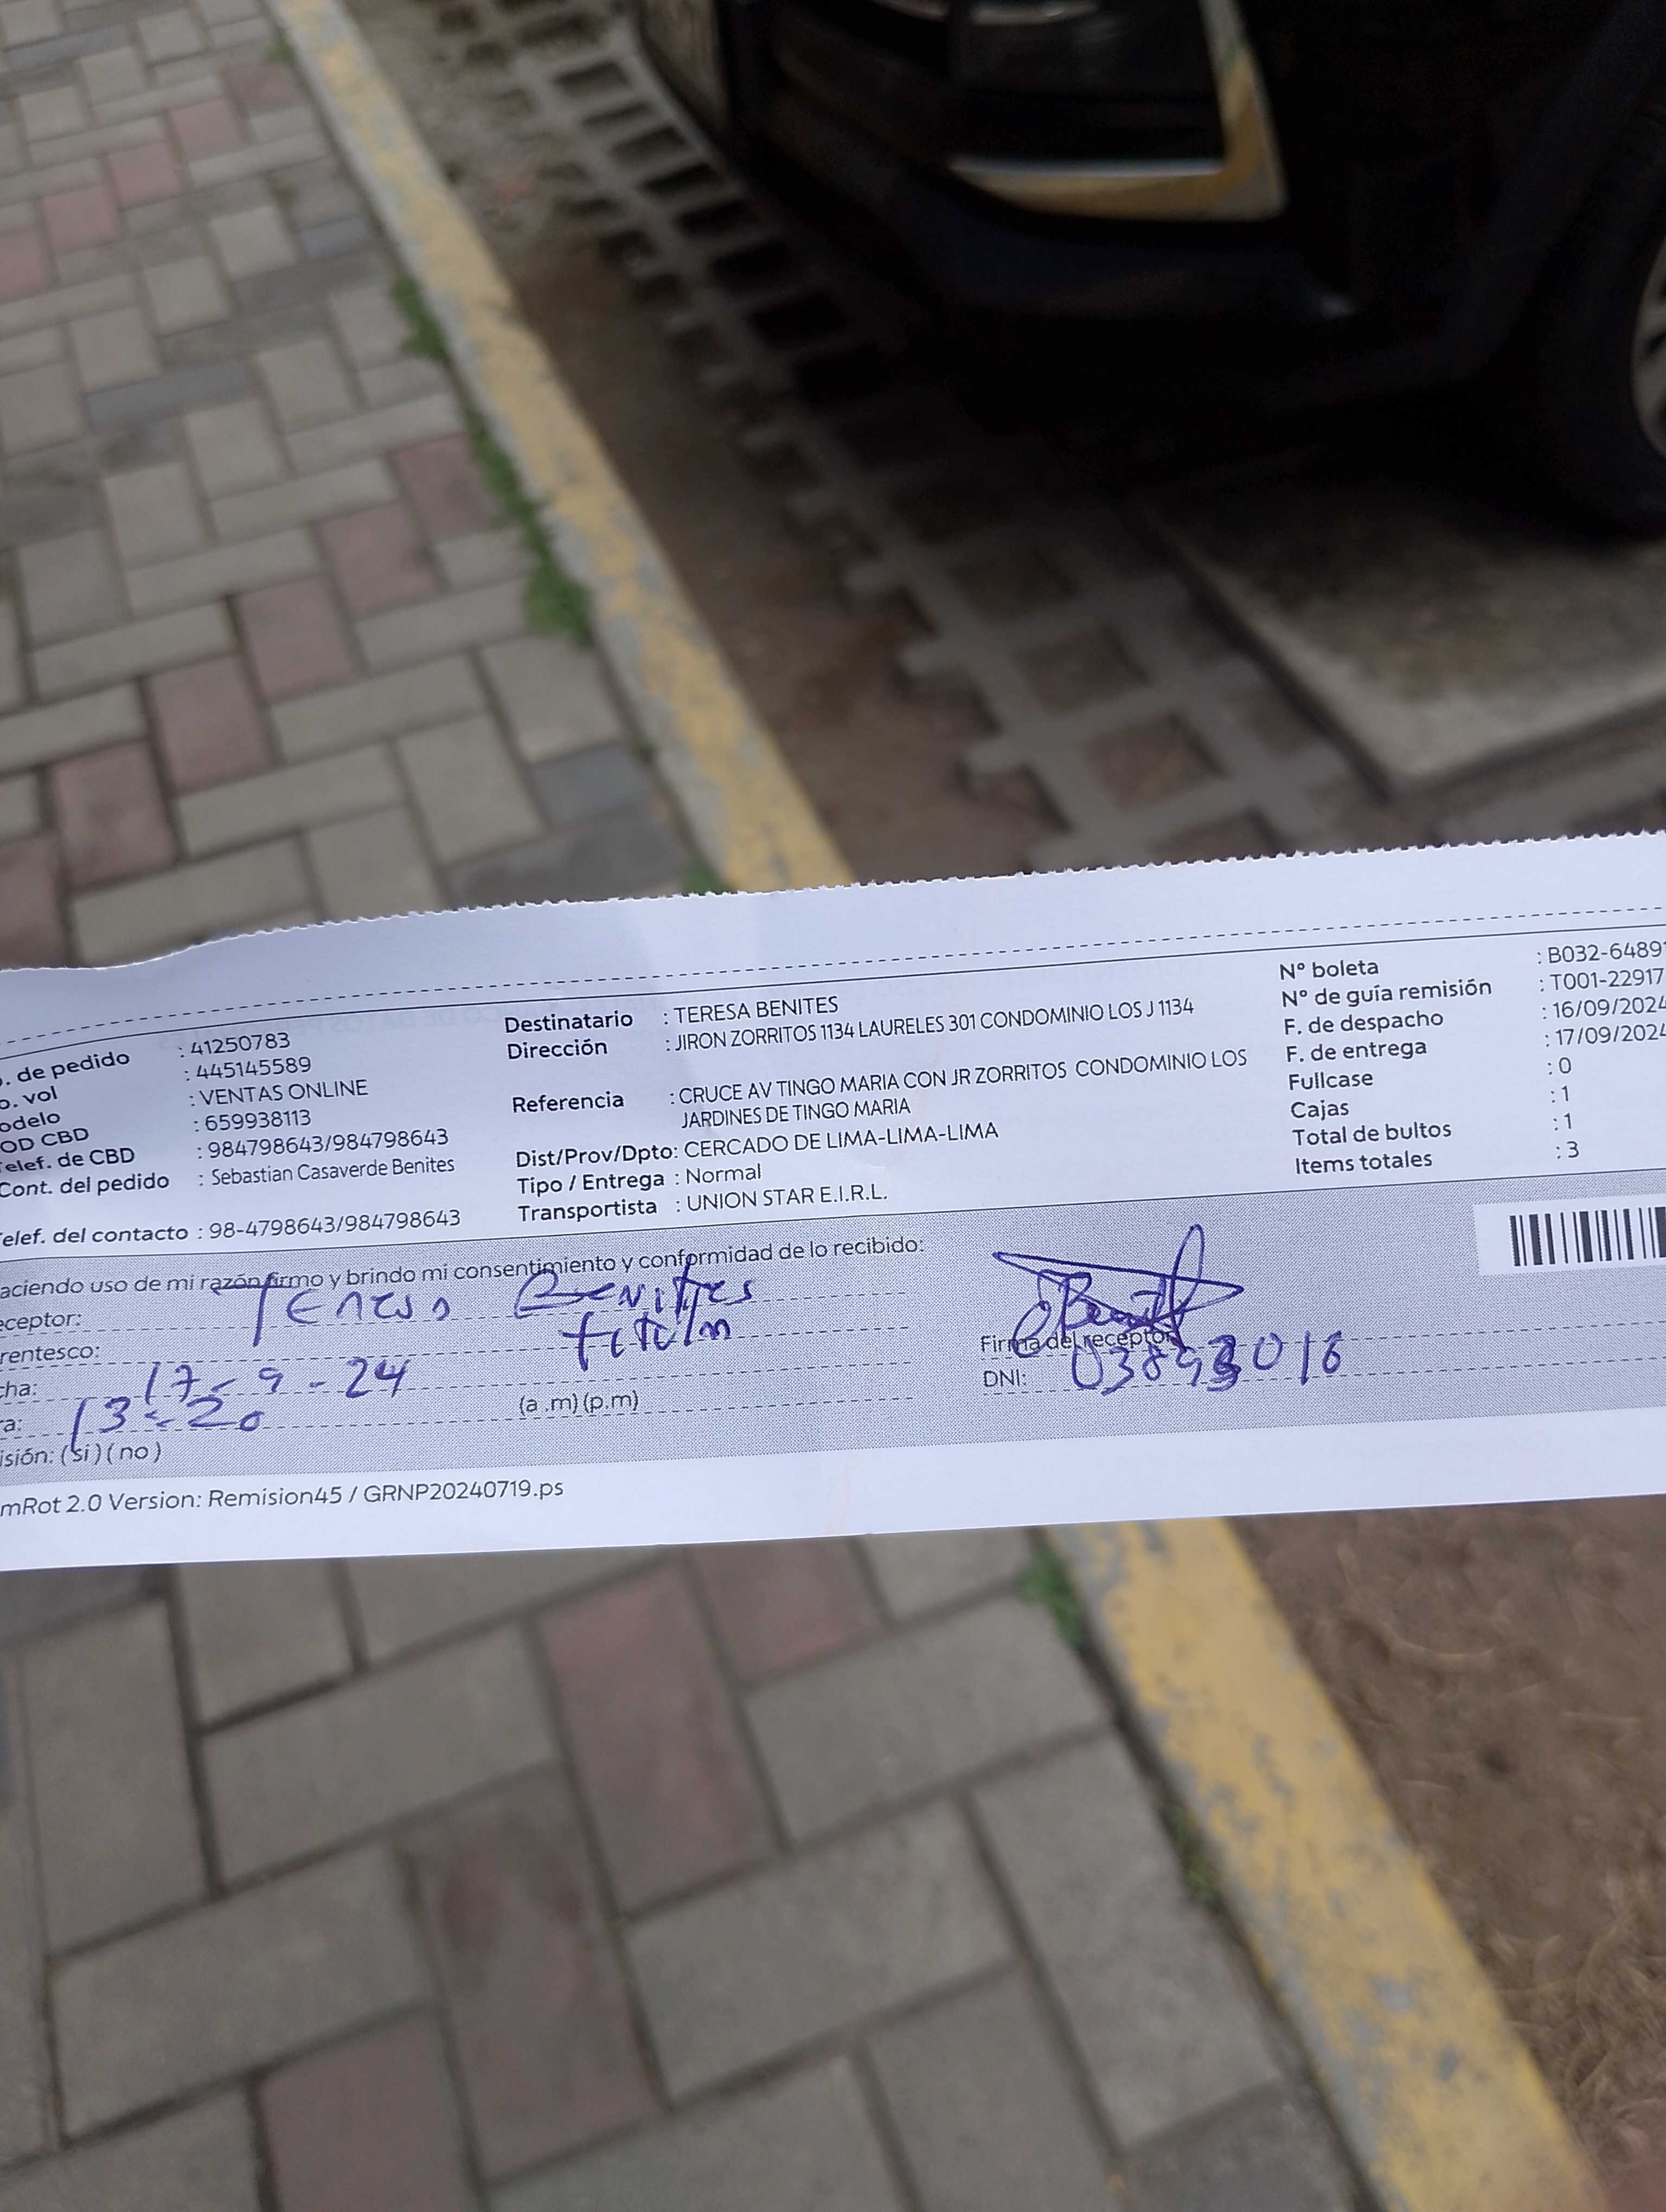 . de pedido : 41250783
o. vol : 445145589
odelo : VENTAS ONLINE
OD CBD : 659938113
elef. de CBD : 984798643/984798643
Cont. del pedido : Sebastian Casaverde Benites
elef. del contacto : 98-4798643/984798643
Destinatario : TERESA BENITES
Dirección : JIRON ZORRITOS 1134 LAURELES 301 CONDOMINIO LOS J 1134
Referencia : CRUCE AV TINGO MARIA CON JR ZORRITOS CONDOMINIO LOS
JARDINES DE TINGO MARIA
Dist/Prov/Dpto: CERCADO DE LIMA-LIMA-LIMA
Tipo / Entrega : Normal
Transportista : UNION STAR E.I.R.L.
Nº boleta : B032-6489
Nº de guía remisión : T001-22917
F. de despacho : 16/09/2024
F. de entrega : 17/09/2024
Fullcase : 0
Cajas : 1
Total de bultos : 1
Items totales : 3
aciendo uso de mi razón firmo y brindo mi consentimiento y conformidad de lo recibido:
eceptor: Teresa Benites
rentesco: titular
cha: 17-9-24
a: 13:20 (a .m) (p.m)
isión: (si) (no)
Firma del receptor
DNI:
mRot 2.0 Version: Remision45 / GRNP20240719.ps